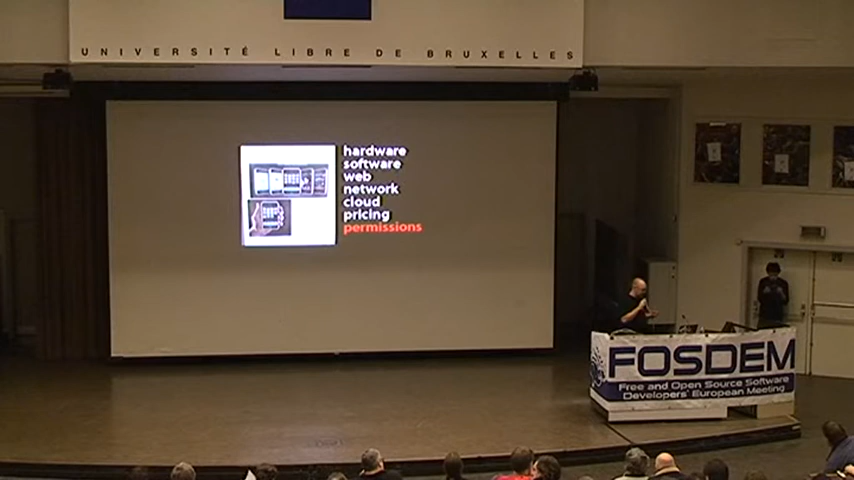 UNIVERSITÉ LIBRE DE BRUXELLES
hardware
software
web
network
cloud
pricing
permissions
FOSDEM
Free and Open Source Software
Developers' European Meeting